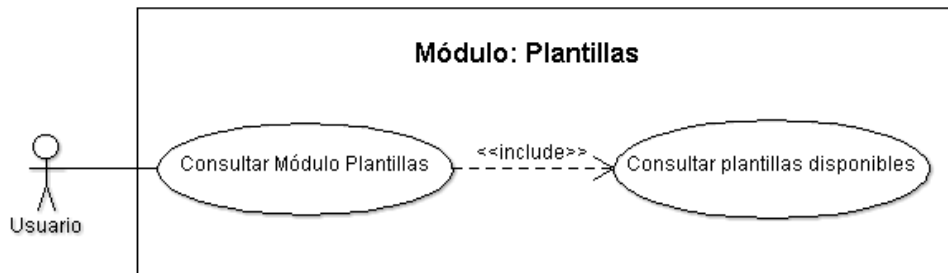 Módulo: Plantillas
Consultar Módulo Plantillas
<<include>>
Consultar plantillas disponibles
Usuario